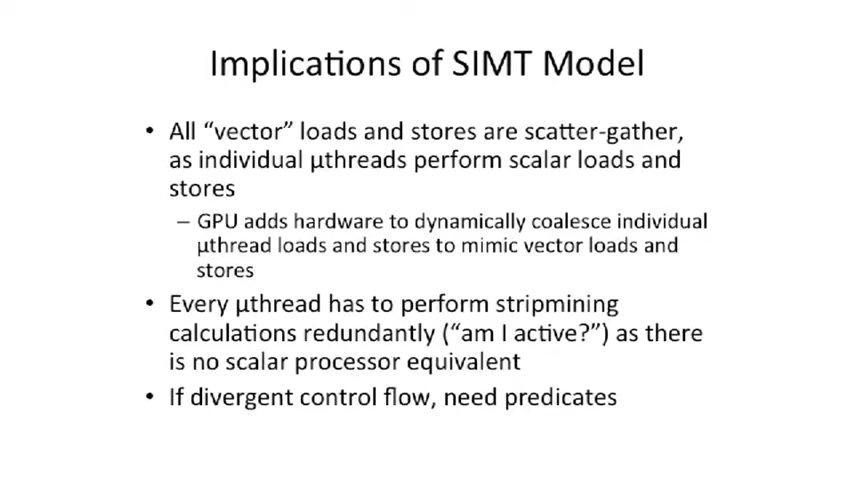 Implications of SIMT Model
• All “vector” loads and stores are scatter-gather,
as individual µthreads perform scalar loads and
stores
– GPU adds hardware to dynamically coalesce individual
µthread loads and stores to mimic vector loads and
stores
• Every µthread has to perform stripmining
calculations redundantly (“am I active?”) as there
is no scalar processor equivalent
• If divergent control flow, need predicates